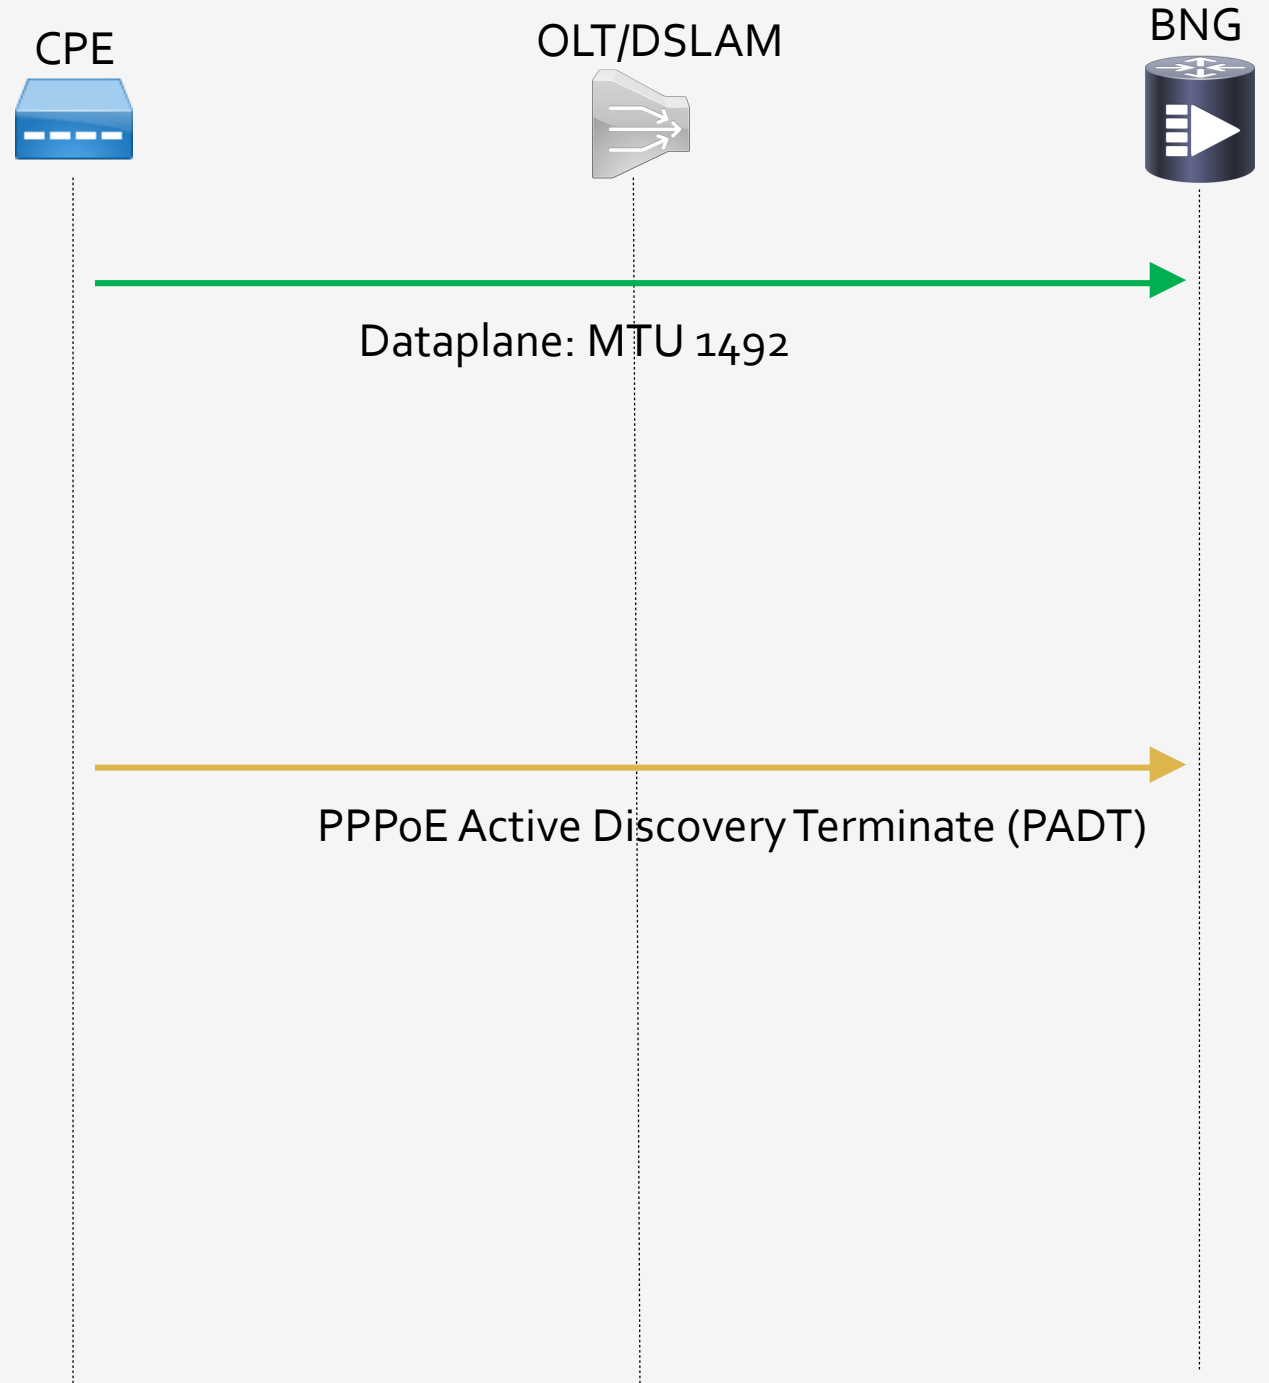 CPE
OLT/DSLAM
BNG
Dataplane: MTU 1492
PPPoE Active Discovery Terminate (PADT)